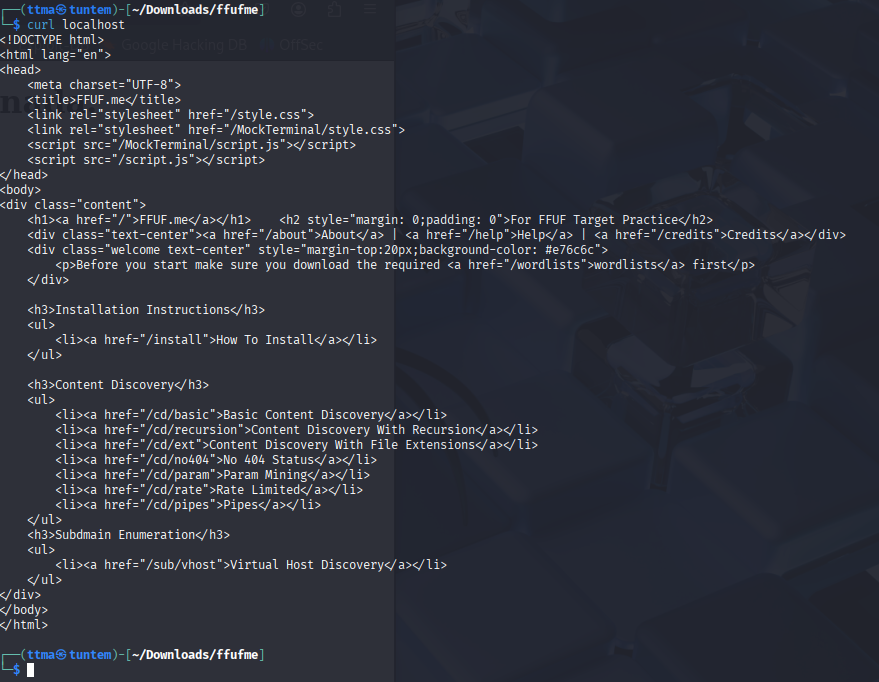 ┌──(ttma㉿tuntem)-[~/Downloads/ffufme]
└─$ curl localhost
<!DOCTYPE html>
<html lang="en">
<head>
    <meta charset="UTF-8">
    <title>FFUF.me</title>
    <link rel="stylesheet" href="/style.css">
    <link rel="stylesheet" href="/MockTerminal/style.css">
    <script src="/MockTerminal/script.js"></script>
    <script src="/script.js"></script>
</head>
<body>
<div class="content">
    <h1><a href="/">FFUF.me</a></h1>    <h2 style="margin: 0;padding: 0">For FFUF Target Practice</h2>
    <div class="text-center"><a href="/about">About</a> | <a href="/help">Help</a> | <a href="/credits">Credits</a></div>
    <div class="welcome text-center" style="margin-top:20px;background-color: #e76c6c">
        <p>Before you start make sure you download the required <a href="/wordlists">wordlists</a> first</p>
    </div>

    <h3>Installation Instructions</h3>
    <ul>
        <li><a href="/install">How To Install</a></li>
    </ul>

    <h3>Content Discovery</h3>
    <ul>
        <li><a href="/cd/basic">Basic Content Discovery</a></li>
        <li><a href="/cd/recursion">Content Discovery With Recursion</a></li>
        <li><a href="/cd/ext">Content Discovery With File Extensions</a></li>
        <li><a href="/cd/no404">No 404 Status</a></li>
        <li><a href="/cd/param">Param Mining</a></li>
        <li><a href="/cd/rate">Rate Limited</a></li>
        <li><a href="/cd/pipes">Pipes</a></li>
    </ul>
    <h3>Subdmain Enumeration</h3>
    <ul>
        <li><a href="/sub/vhost">Virtual Host Discovery</a></li>
    </ul>
</div>
</body>
</html>

┌──(ttma㉿tuntem)-[~/Downloads/ffufme]
└─$
Google Hacking DB
OffSec